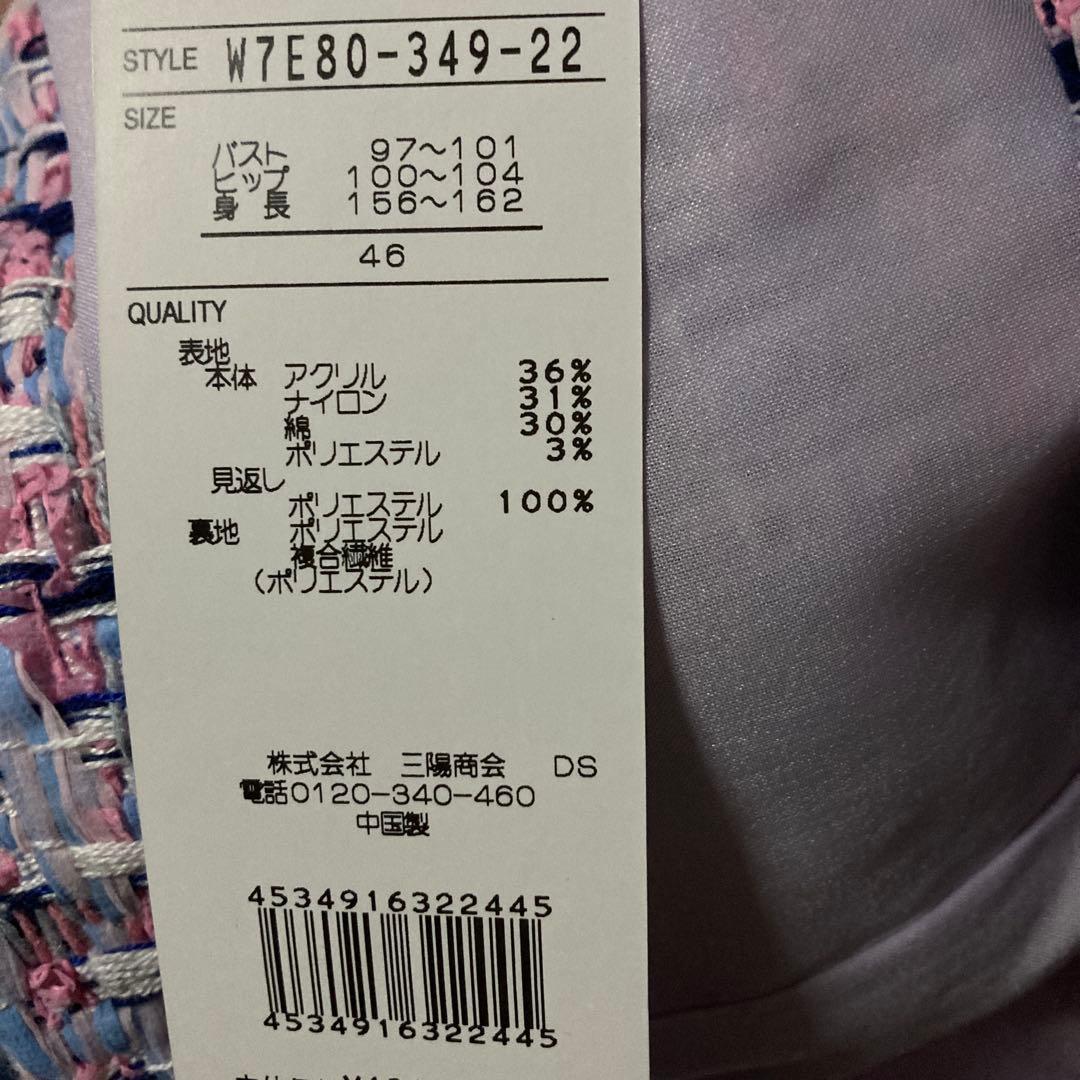 STYLE W7E80-349-22
SIZE
バスト 97〜101
ヒップ 100〜104
身 長 156〜162
46
QUALITY
表地
本体 アクリル 36%
ナイロン 31%
綿 30%
ポリエステル 3%
見返し
ポリエステル 100%
裏地 ポリエステル
複合繊維
(ポリエステル)
株式会社 三陽商会 DS
電話0120-340-460
中国製
4534916322445
4534916322445